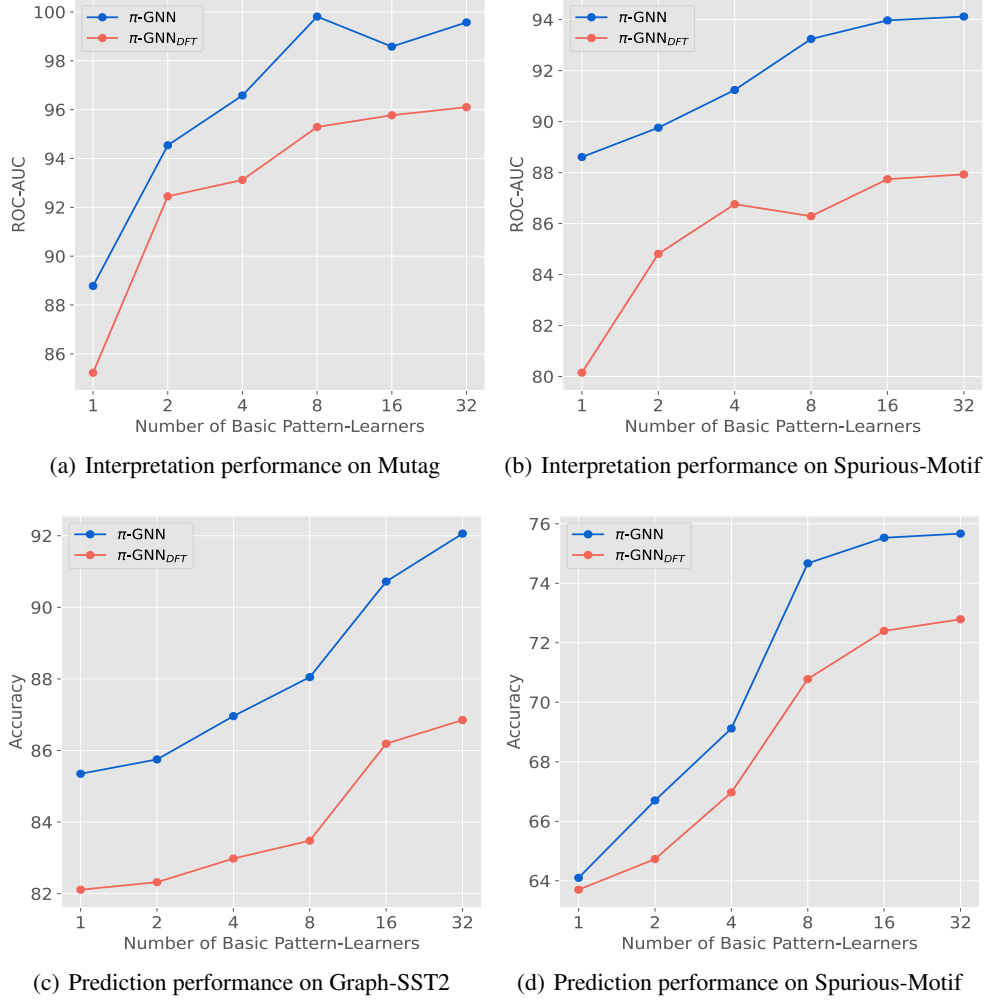 π-GNN
π-GNN_DFT
100
98
96
94
92
90
88
86
ROC-AUC
1 2 4 8 16 32
Number of Basic Pattern-Learners
(a) Interpretation performance on Mutag
π-GNN
π-GNN_DFT
94
92
90
88
86
84
82
80
ROC-AUC
1 2 4 8 16 32
Number of Basic Pattern-Learners
(b) Interpretation performance on Spurious-Motif
π-GNN
π-GNN_DFT
92
90
88
86
84
82
Accuracy
1 2 4 8 16 32
Number of Basic Pattern-Learners
(c) Prediction performance on Graph-SST2
π-GNN
π-GNN_DFT
76
74
72
70
68
66
64
Accuracy
1 2 4 8 16 32
Number of Basic Pattern-Learners
(d) Prediction performance on Spurious-Motif